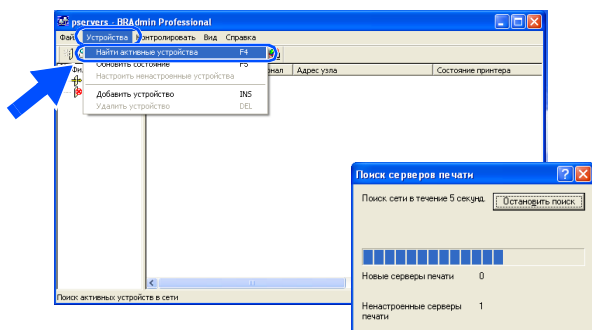 pservers - BRAdmin Professional
Устройства Контролировать Вид Справка
Найти активные устройства F4
Обновить состояние F5
Настроить ненастроенные устройства
Добавить устройство INS
Удалить устройство DEL
Адрес узла Состояние принтера
Поиск активных устройств в сети
Поиск серверов печати
Поиск сети в течение 5 секунд.
Остановить поиск
Новые серверы печати 0
Ненастроенные серверы 1
печати